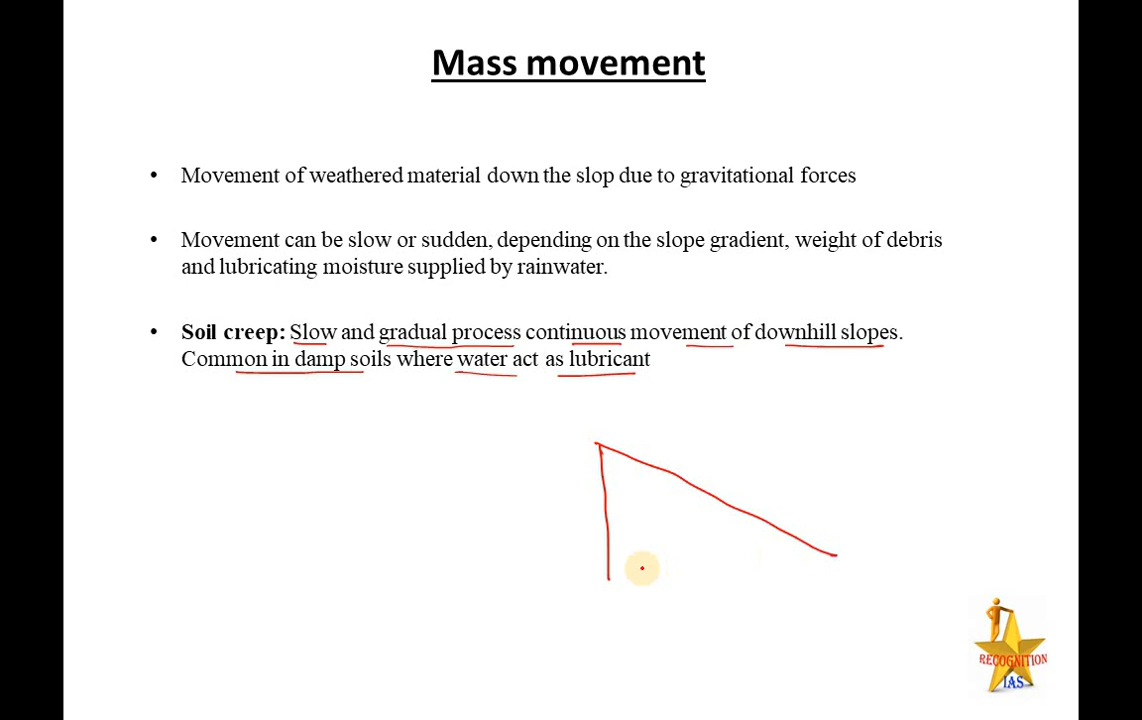 Mass movement
• Movement of weathered material down the slop due to gravitational forces
• Movement can be slow or sudden, depending on the slope gradient, weight of debris
and lubricating moisture supplied by rainwater.
• Soil creep: Slow and gradual process continuous movement of downhill slopes.
Common in damp soils where water act as lubricant
RECOGNITION
IAS